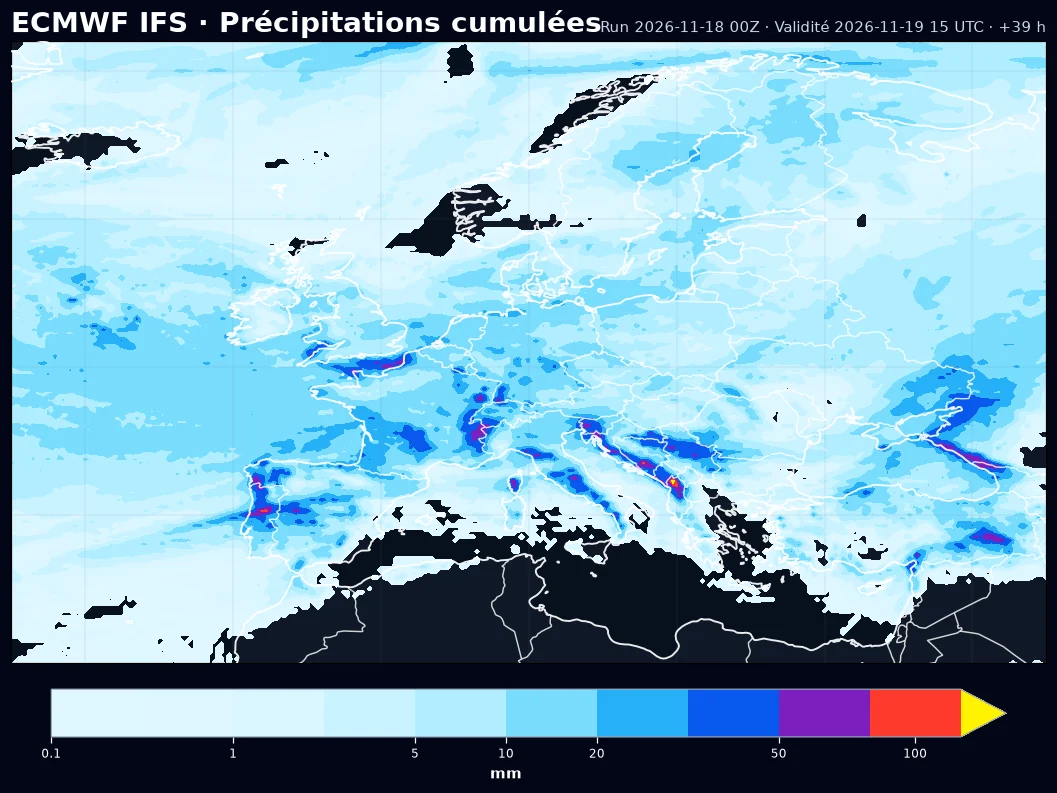 ECMWF IFS · Précipitations cumulées
Run 2026-11-18 00Z · Validité 2026-11-19 15 UTC · +39 h
0.1 1 5 10 20 50 100
mm